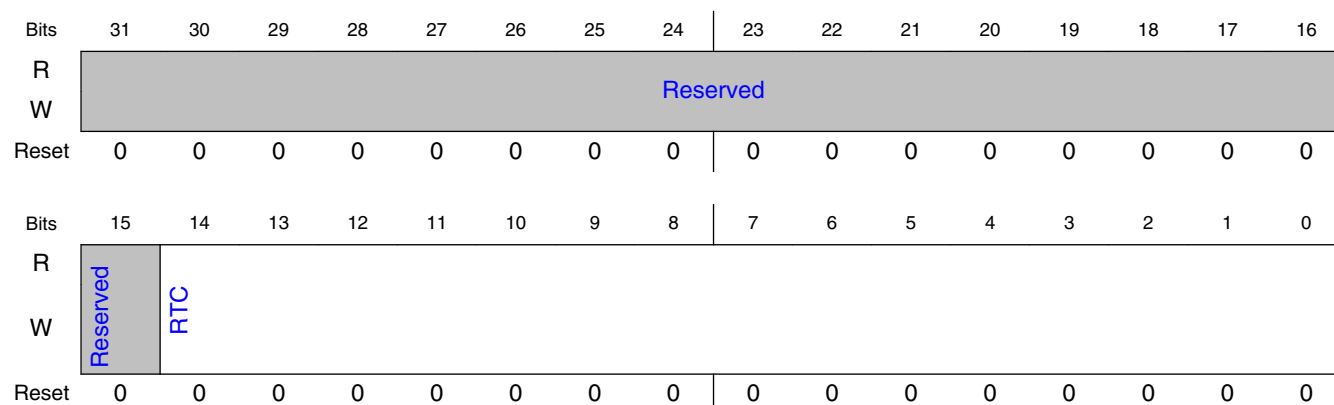 Bits 31 30 29 28 27 26 25 24 23 22 21 20 19 18 17 16
R
Reserved
W
Reset 0 0 0 0 0 0 0 0 0 0 0 0 0 0 0 0
Bits 15 14 13 12 11 10 9 8 7 6 5 4 3 2 1 0
R
Reserved
RTC
W
Reset 0 0 0 0 0 0 0 0 0 0 0 0 0 0 0 0